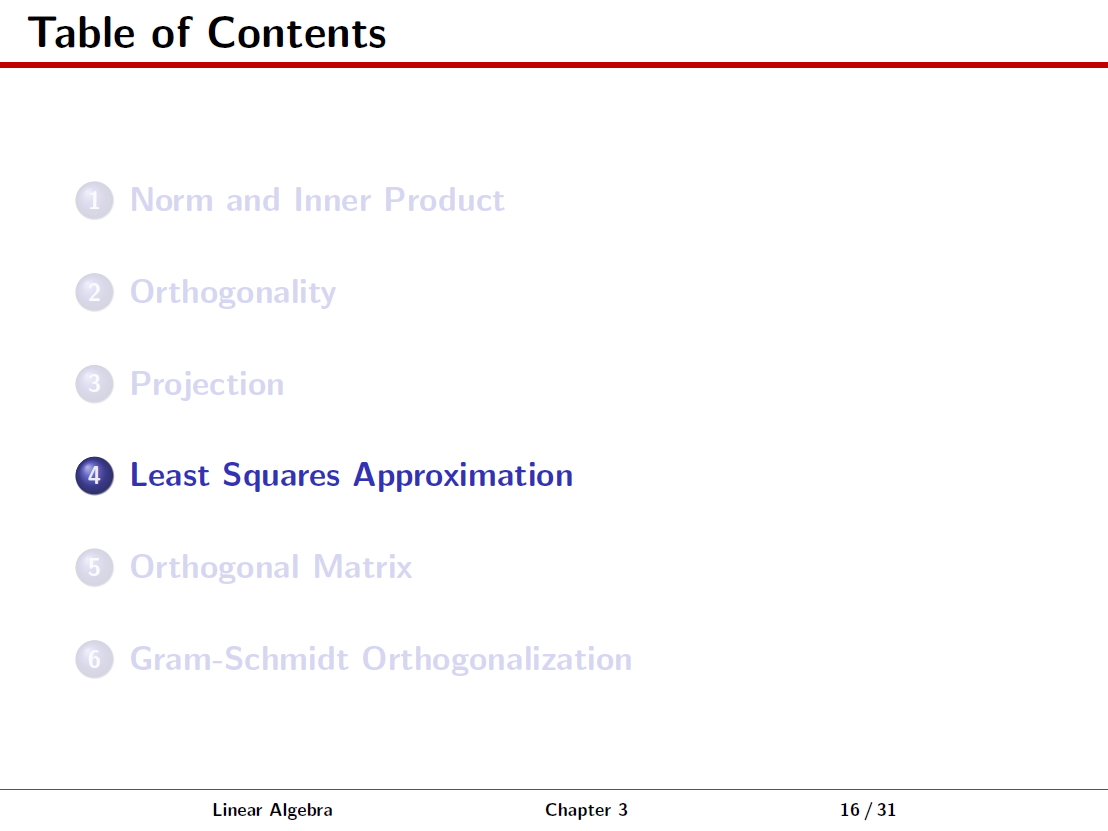 Table of Contents
1 Norm and Inner Product
2 Orthogonality
3 Projection
4 Least Squares Approximation
5 Orthogonal Matrix
6 Gram-Schmidt Orthogonalization
Linear Algebra Chapter 3 16 / 31